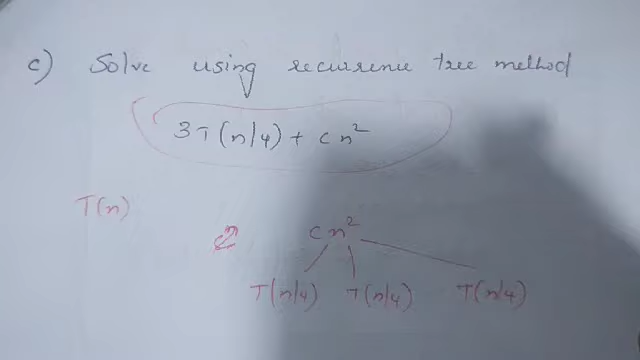 c) Solve using recurrence tree method
3T(n/4) + cn²
T(n)
cn²
T(n/4) T(n/4) T(n/4)